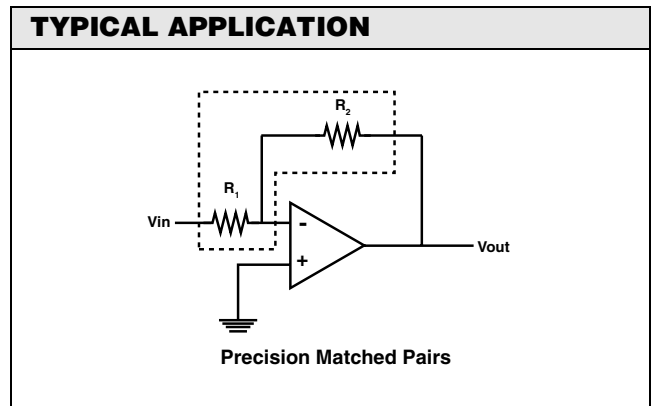 TYPICAL APPLICATION
R2
R1
Vin
-
+
Vout
Precision Matched Pairs